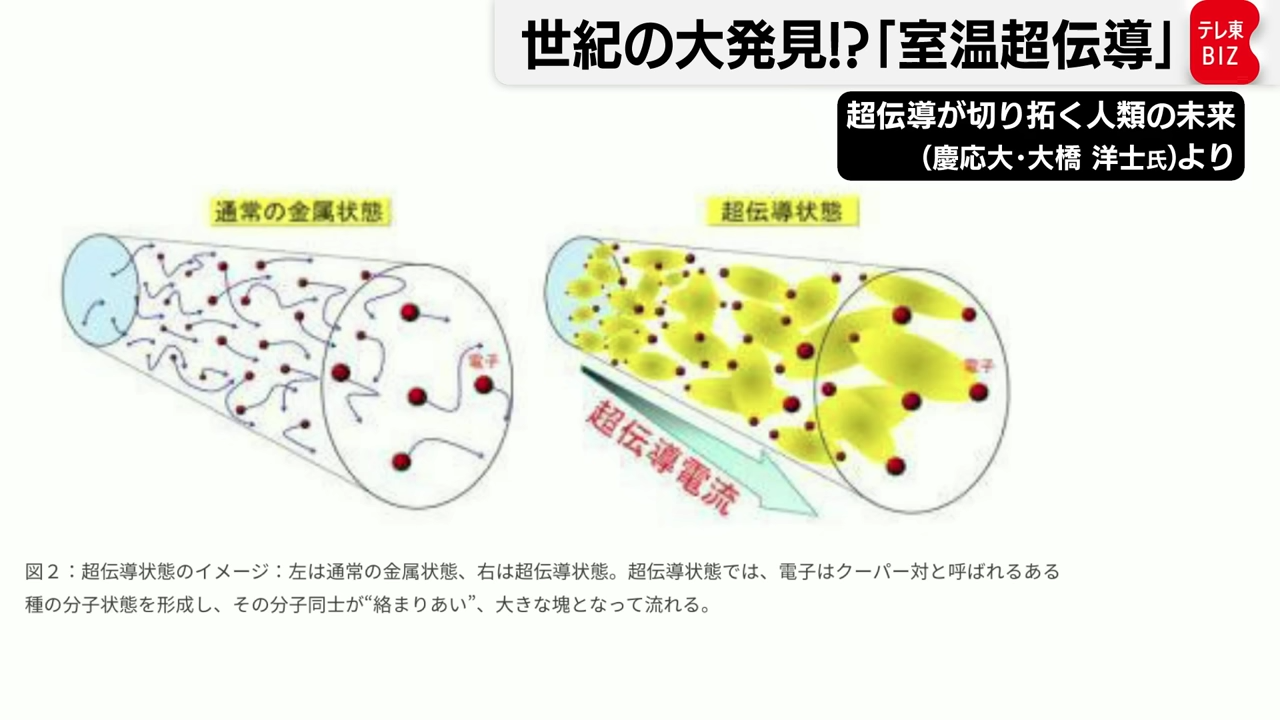 世紀の大発見!?「室温超伝導」
テレ東
BIZ
超伝導が切り拓く人類の未来
(慶応大・大橋 洋士氏)より
通常の金属状態
超伝導状態
電子
電子
超伝導電流
図2:超伝導状態のイメージ:左は通常の金属状態、右は超伝導状態。超伝導状態では、電子はクーパー対と呼ばれるある
種の分子状態を形成し、その分子同士が“絡まりあい”、大きな塊となって流れる。